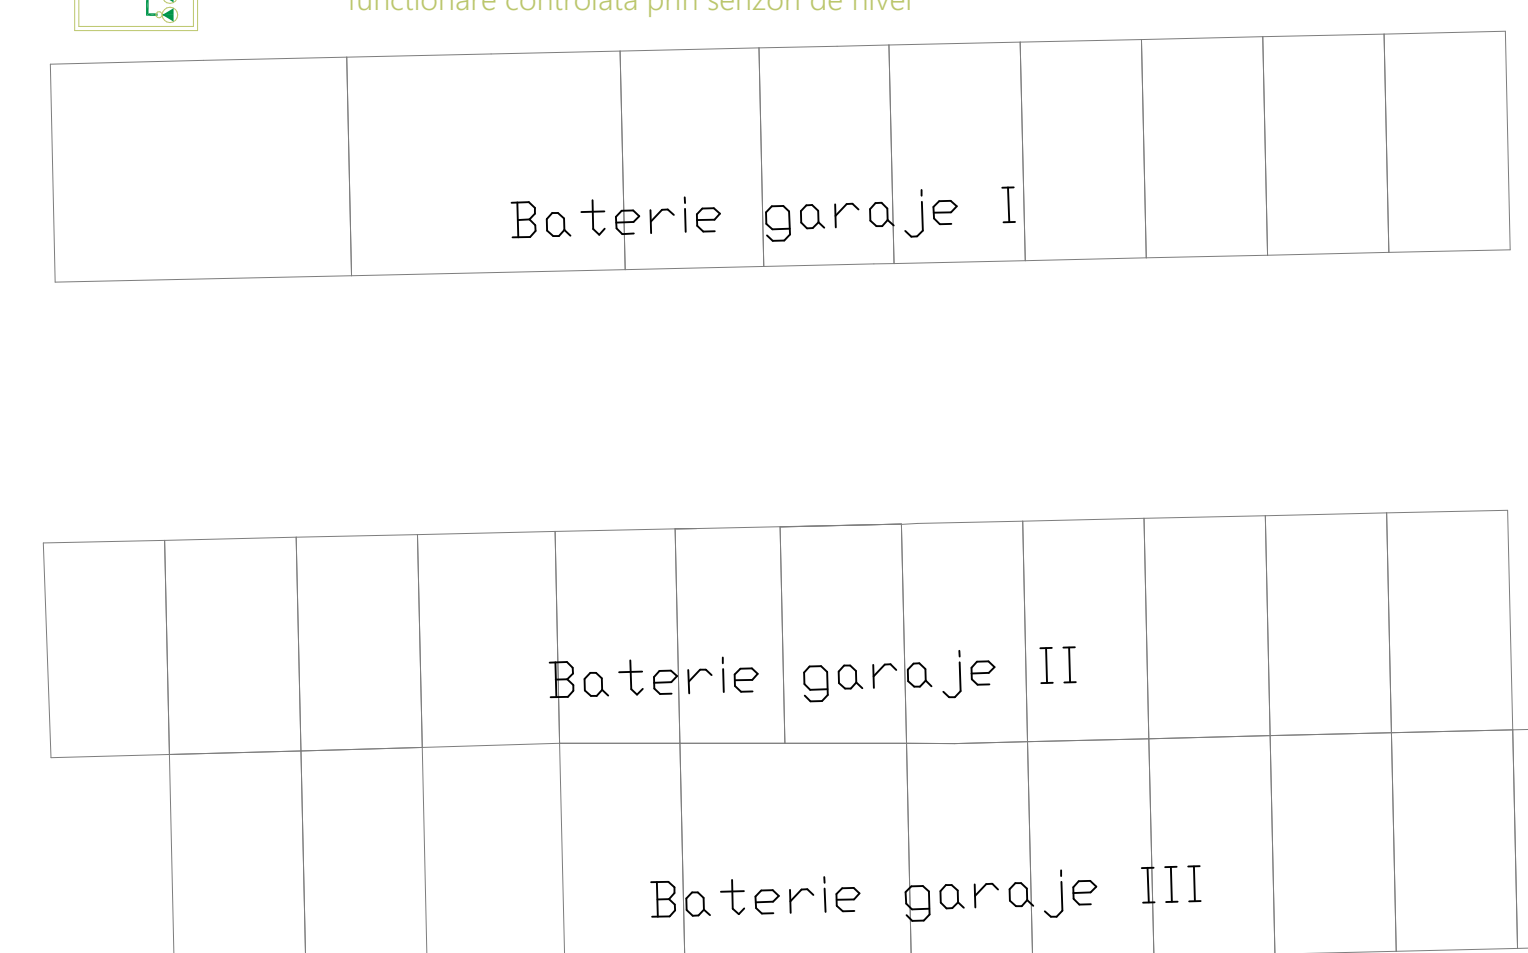 functionare controlata prin senzori de nivel
Baterie garaje I
Baterie garaje II
Baterie garaje III